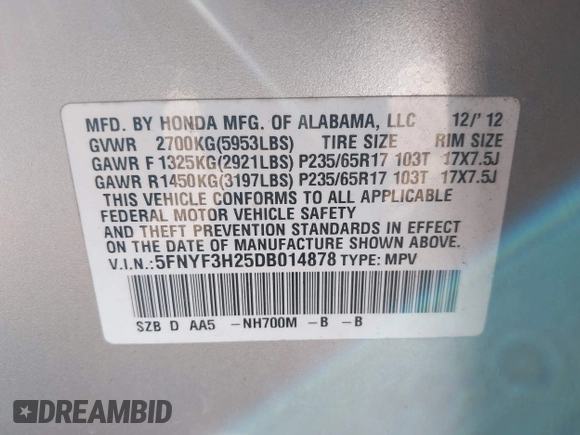 MFD. BY HONDA MFG. OF ALABAMA, LLC 12/'12
GVWR 2700KG(5953LBS) TIRE SIZE RIM SIZE
GAWR F 1325KG(2921LBS) P235/65R17 103T 17X7.5J
GAWR R 1450KG(3197LBS) P235/65R17 103T 17X7.5J
THIS VEHICLE CONFORMS TO ALL APPLICABLE
FEDERAL MOTOR VEHICLE SAFETY
AND THEFT PREVENTION STANDARDS IN EFFECT
ON THE DATE OF MANUFACTURE SHOWN ABOVE.
V.I.N.:5FNYF3H25DB014878 TYPE: MPV
SZB D AA5 -NH700M -B -B
DREAMBID